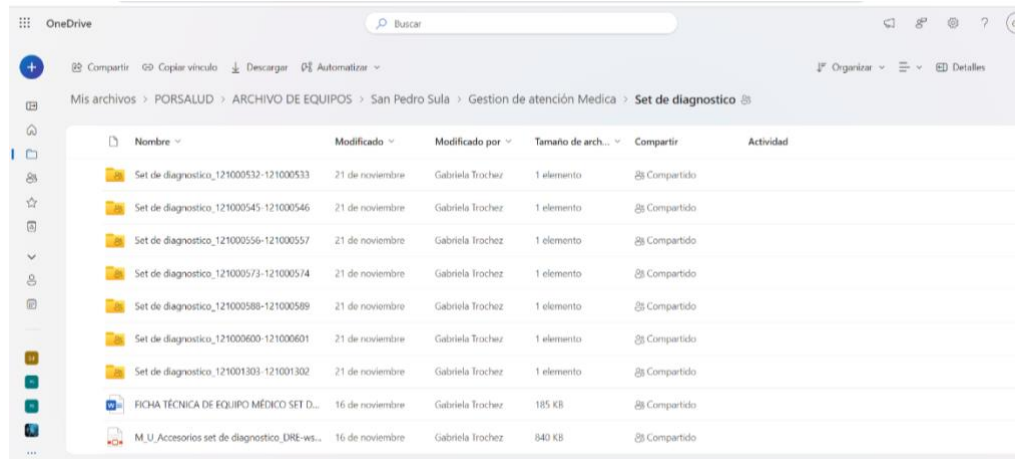 OneDrive
Buscar
Compartir Copiar vínculo Descargar Automatizar
Organizar Detalles
Mis archivos > PORSALUD > ARCHIVO DE EQUIPOS > San Pedro Sula > Gestion de atención Medica > Set de diagnostico
Nombre Modificado Modificado por Tamaño de arch... Compartir Actividad
Set de diagnostico_121000532-121000533 21 de noviembre Gabriela Trochez 1 elemento Compartido
Set de diagnostico_121000545-121000546 21 de noviembre Gabriela Trochez 1 elemento Compartido
Set de diagnostico_121000556-121000557 21 de noviembre Gabriela Trochez 1 elemento Compartido
Set de diagnostico_121000573-121000574 21 de noviembre Gabriela Trochez 1 elemento Compartido
Set de diagnostico_121000588-121000589 21 de noviembre Gabriela Trochez 1 elemento Compartido
Set de diagnostico_121000600-121000601 21 de noviembre Gabriela Trochez 1 elemento Compartido
Set de diagnostico_121001303-121001302 21 de noviembre Gabriela Trochez 1 elemento Compartido
FICHA TÉCNICA DE EQUIPO MÉDICO SET D... 16 de noviembre Gabriela Trochez 185 KB Compartido
M_U_Accesorios set de diagnostico_DRE-ws... 16 de noviembre Gabriela Trochez 840 KB Compartido